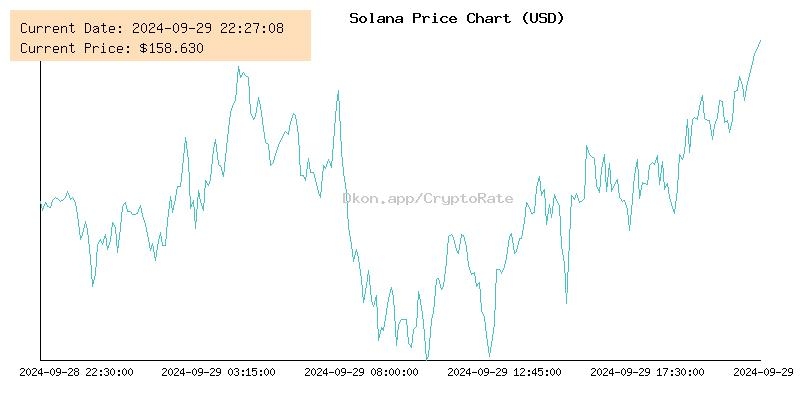 Solana Price Chart (USD)
Current Date: 2024-09-29 22:27:08
Current Price: $158.630
Dkon.app/CryptoRate
2024-09-28 22:30:00 2024-09-29 03:15:00 2024-09-29 08:00:00 2024-09-29 12:45:00 2024-09-29 17:30:00 2024-09-29